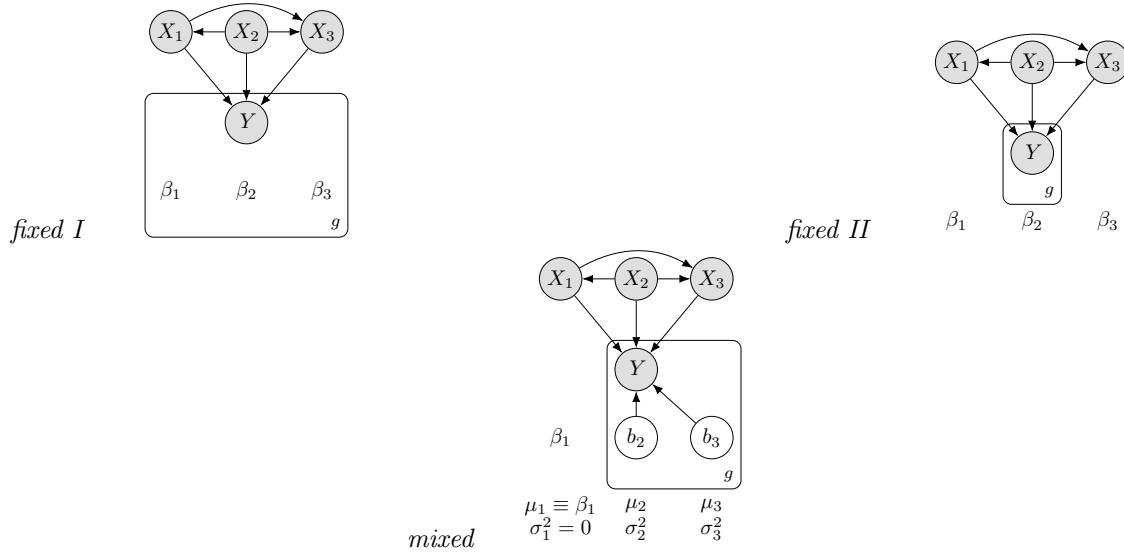 X₁ X₂ X₃
Y
β₁ β₂ β₃
g
fixed I
X₁ X₂ X₃
Y
g
β₁ β₂ β₃
fixed II
X₁ X₂ X₃
Y
β₁ b₂ b₃
g
μ₁ ≡ β₁ μ₂ μ₃
σ₁² = 0 σ₂² σ₃²
mixed